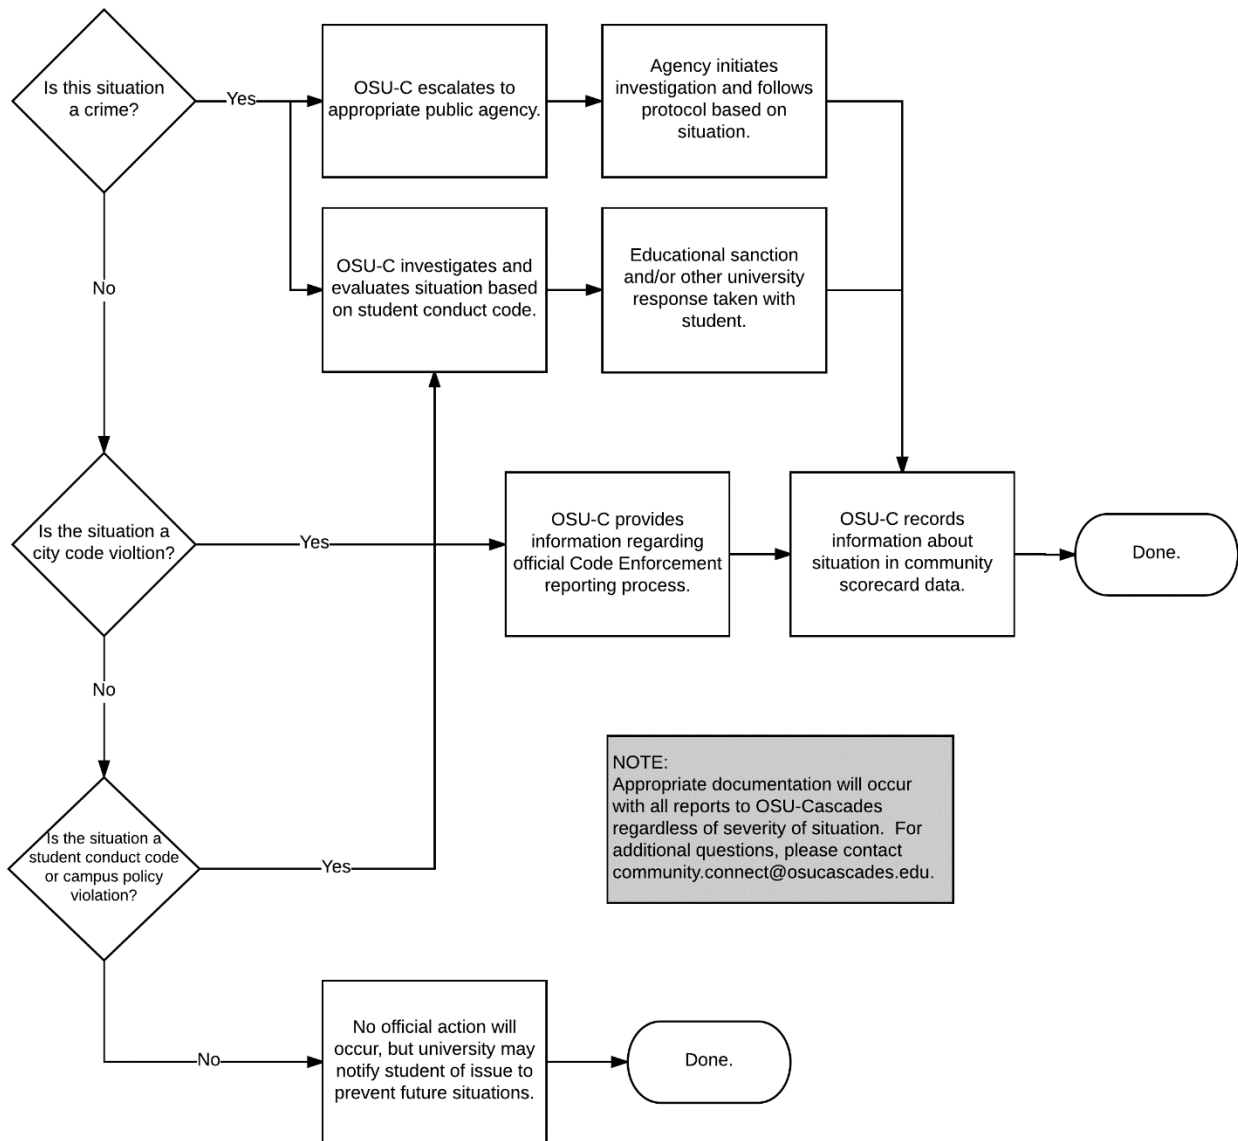 Is this situation
a crime?
Yes
OSU-C escalates to
appropriate public agency.
Agency initiates
investigation and follows
protocol based on
situation.
No
OSU-C investigates and
evaluates situation based
on student conduct code.
Educational sanction
and/or other university
response taken with
student.
Is the situation a
city code violtion?
Yes
OSU-C provides
information regarding
official Code Enforcement
reporting process.
OSU-C records
information about
situation in community
scorecard data.
Done.
No
NOTE:
Appropriate documentation will occur
with all reports to OSU-Cascades
regardless of severity of situation.  For
additional questions, please contact
community.connect@osucascades.edu.
Is the situation a
student conduct code
or campus policy
violation?
Yes
No
No official action will
occur, but university may
notify student of issue to
prevent future situations.
Done.